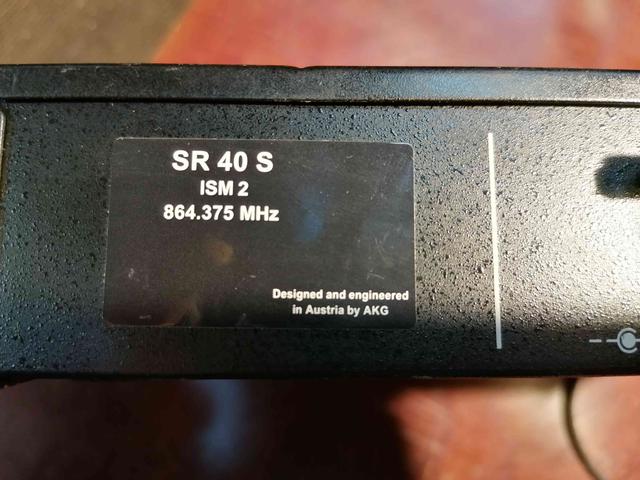 SR 40 S
ISM 2
864.375 MHz
Designed and engineered
in Austria by AKG